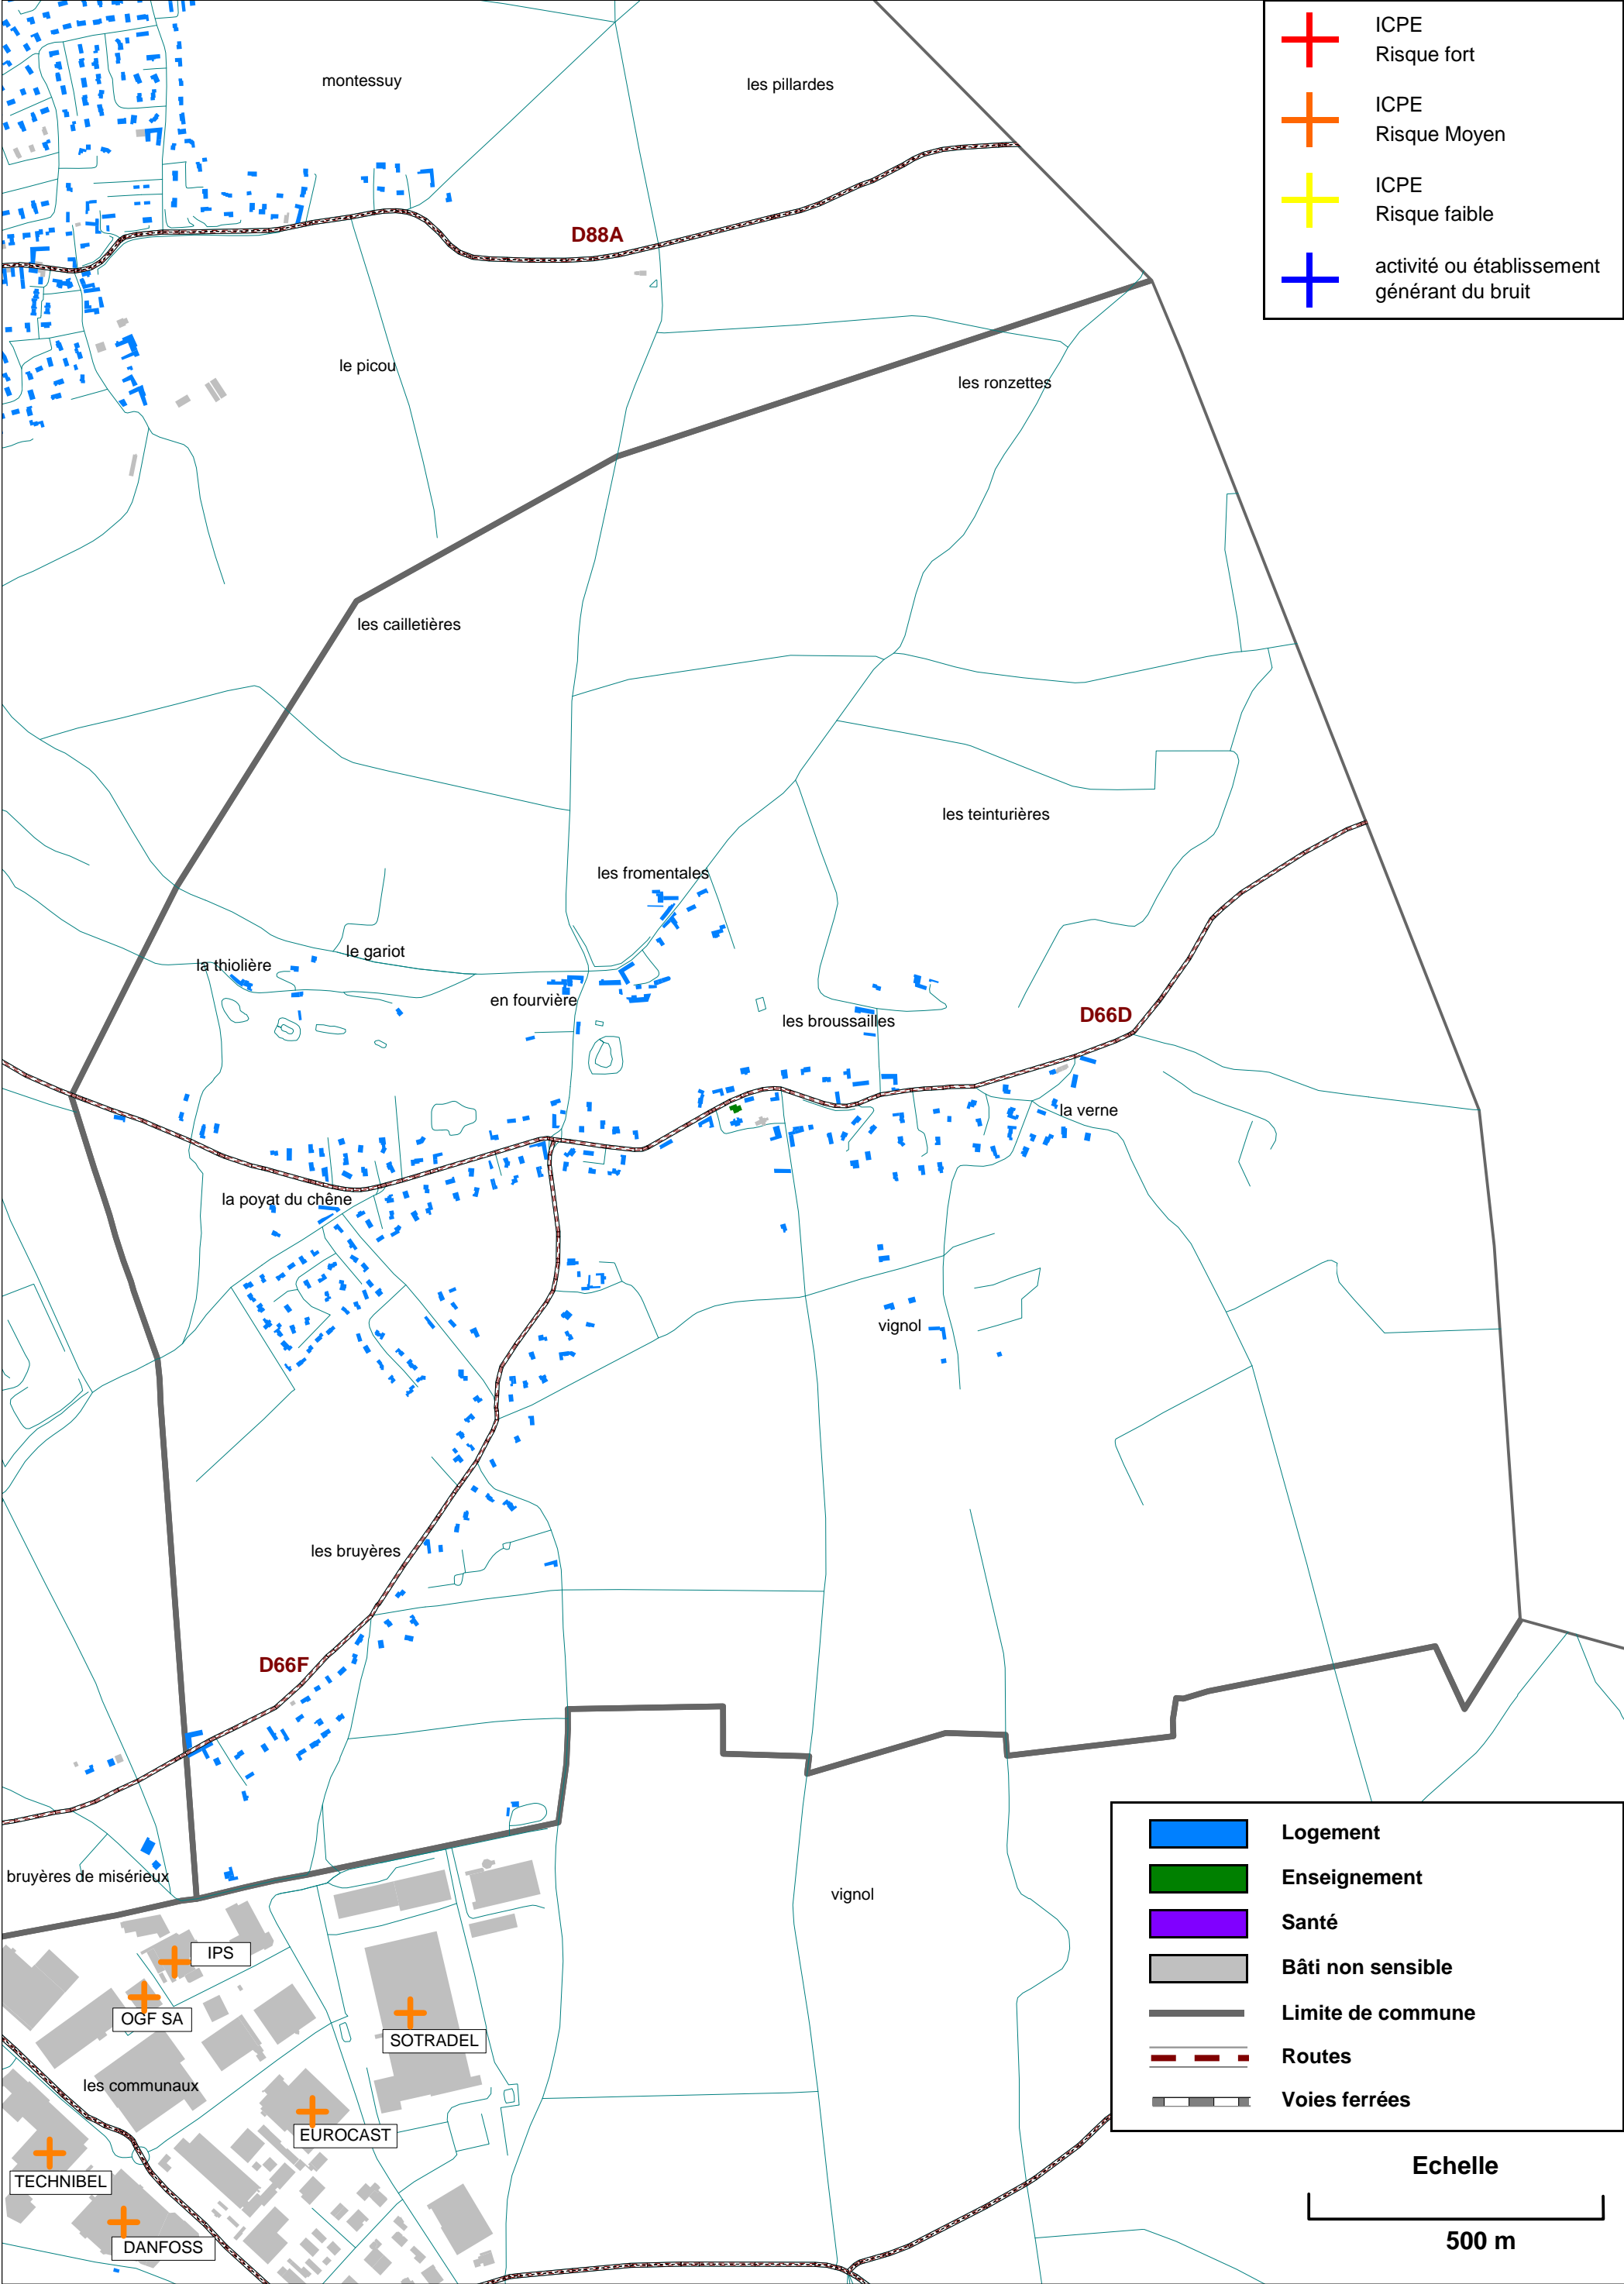 ICPE
Risque fort
ICPE
Risque Moyen
ICPE
Risque faible
activité ou établissement
générant du bruit
montessuy
les pillardes
D88A
le picou
les ronzettes
les cailletières
les teinturières
les fromentales
le gariot
la thiolière
en fourvière
les broussailles
D66D
la verne
la poyat du chêne
vignol
les bruyères
D66F
bruyères de misérieux
vignol
Logement
Enseignement
Santé
Bâti non sensible
Limite de commune
Routes
Voies ferrées
IPS
OGF SA
SOTRADEL
les communaux
EUROCAST
TECHNIBEL
DANFOSS
Echelle
500 m